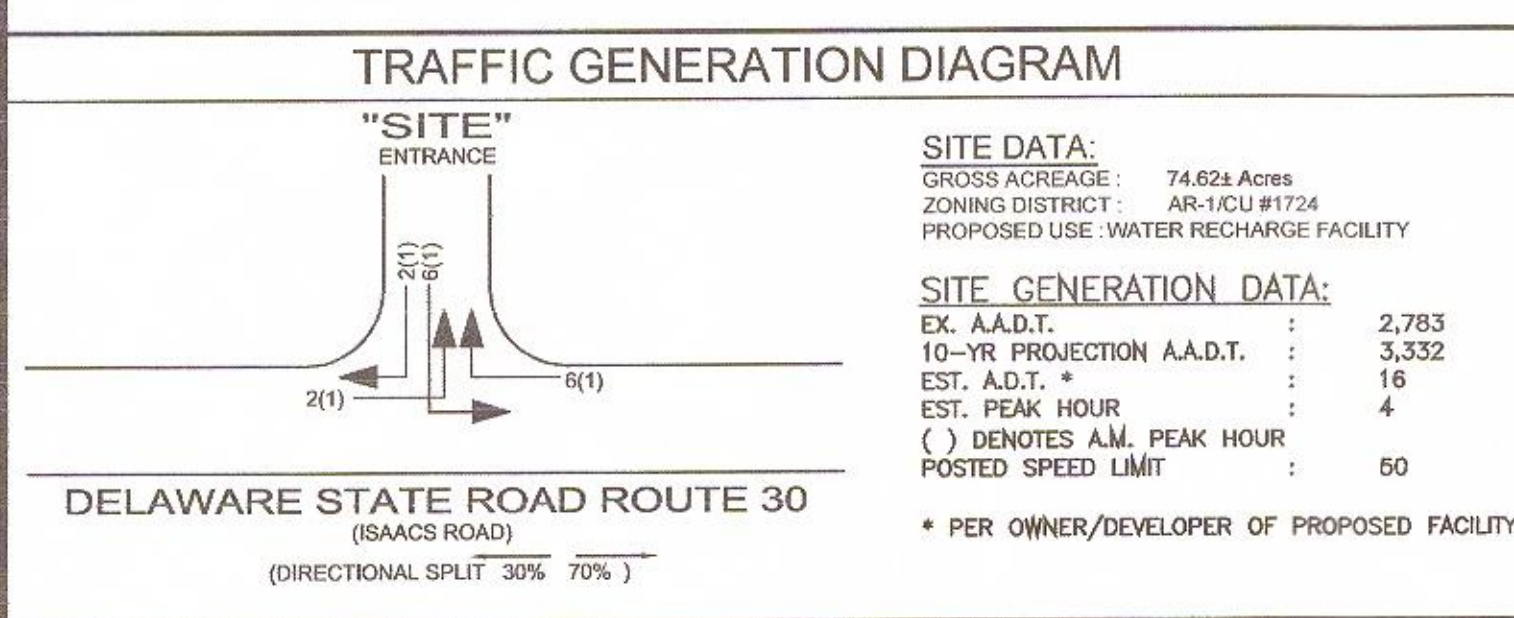 TRAFFIC GENERATION DIAGRAM
"SITE"
ENTRANCE
2(1)
6(1)
6(1)
2(1)
DELAWARE STATE ROAD ROUTE 30
(ISAACS ROAD)
(DIRECTIONAL SPLIT 30% 70% )
SITE DATA:
GROSS ACREAGE : 74.62± Acres
ZONING DISTRICT : AR-1/CU #1724
PROPOSED USE : WATER RECHARGE FACILITY
SITE GENERATION DATA:
EX. A.A.D.T. : 2,783
10-YR PROJECTION A.A.D.T. : 3,332
EST. A.D.T. * : 16
EST. PEAK HOUR : 4
( ) DENOTES A.M. PEAK HOUR
POSTED SPEED LIMIT : 50
* PER OWNER/DEVELOPER OF PROPOSED FACILITY